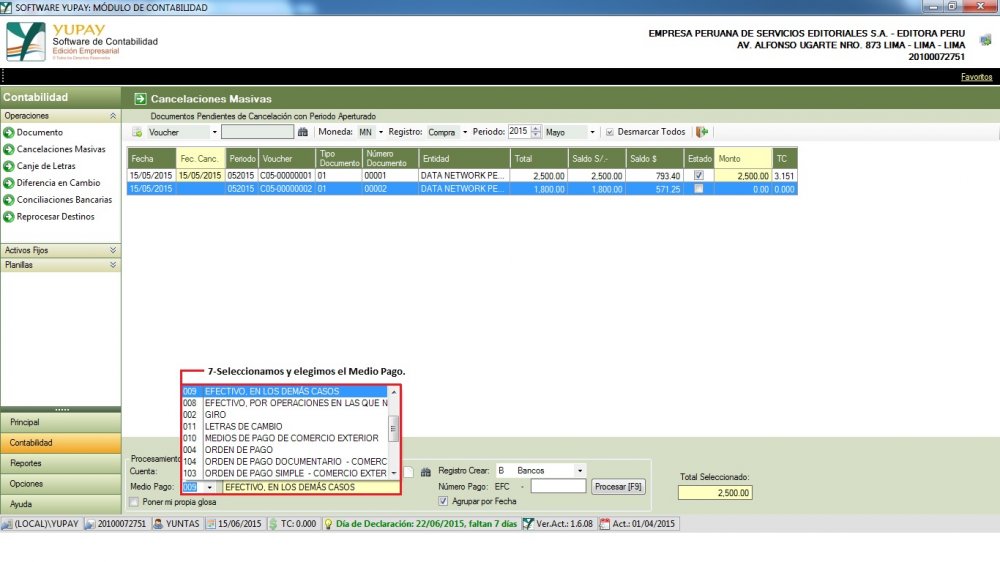 SOFTWARE YUPAY: MÓDULO DE CONTABILIDAD
YUPAY
Software de Contabilidad
Edición Empresarial
© Todos los Derechos Reservados
EMPRESA PERUANA DE SERVICIOS EDITORIALES S.A. - EDITORA PERU
AV. ALFONSO UGARTE NRO. 873 LIMA - LIMA - LIMA
20100072751
Favoritos
Contabilidad
Operaciones
Documento
Cancelaciones Masivas
Canje de Letras
Diferencia en Cambio
Conciliaciones Bancarias
Reprocesar Destinos
Activos Fijos
Planillas
Principal
Contabilidad
Reportes
Opciones
Ayuda
Cancelaciones Masivas
Documentos Pendientes de Cancelación con Periodo Aperturado
Voucher Moneda: MN Registro: Compra Periodo: 2015 Mayo Desmarcar Todos
Fecha Fec. Canc. Periodo Voucher Tipo Documento Número Documento Entidad Total Saldo S/.- Saldo $ Estado Monto TC
15/05/2015 15/05/2015 052015 C05-00000001 01 00001 DATA NETWORK PE... 2,500.00 2,500.00 793.40 2,500.00 3.151
15/05/2015 052015 C05-00000002 01 00002 DATA NETWORK PE... 1,800.00 1,800.00 571.25 0.00 0.000
7-Seleccionamos y elegimos el Medio Pago.
009 EFECTIVO, EN LOS DEMÁS CASOS
008 EFECTIVO, POR OPERACIONES EN LAS QUE N
002 GIRO
011 LETRAS DE CAMBIO
010 MEDIOS DE PAGO DE COMERCIO EXTERIOR
004 ORDEN DE PAGO
104 ORDEN DE PAGO DOCUMENTARIO - COMERC
103 ORDEN DE PAGO SIMPLE - COMERCIO EXTER
Procesamiento
Cuenta: Registro Crear: B Bancos
Medio Pago: 009 EFECTIVO, EN LOS DEMÁS CASOS Número Pago: EFC - Procesar [F9]
Poner mi propia glosa Agrupar por Fecha
Total Seleccionado:
2,500.00
(LOCAL)\YUPAY 20100072751 YUNTAS 15/06/2015 TC: 0.000 Día de Declaración: 22/06/2015, faltan 7 días Ver.Act.: 1.6.08 Act.: 01/04/2015